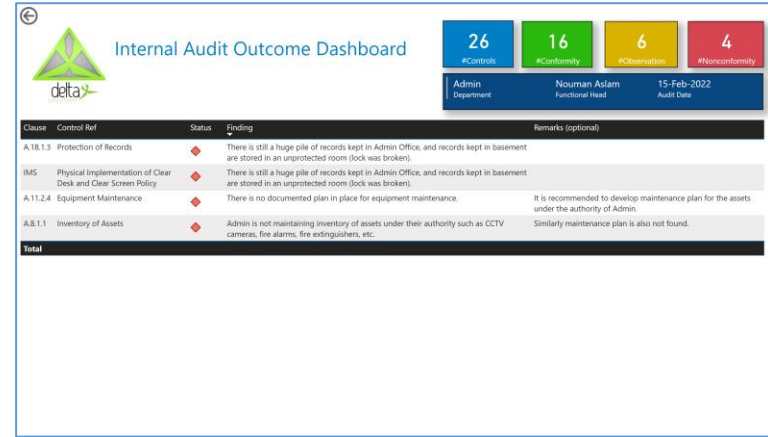 Internal Audit Outcome Dashboard
delta
26
#Controls
16
#Conformity
6
#Observation
4
#Nonconformity
Admin
Department
Nouman Aslam
Functional Head
15-Feb-2022
Audit Date
Clause Control Ref Status Finding Remarks (optional)
A.18.1.3 Protection of Records There is still a huge pile of records kept in Admin Office, and records kept in basement
are stored in an unprotected room (lock was broken).
IMS Physical Implementation of Clear There is still a huge pile of records kept in Admin Office, and records kept in basement
Desk and Clear Screen Policy are stored in an unprotected room (lock was broken).
A.11.2.4 Equipment Maintenance There is no documented plan in place for equipment maintenance. It is recommended to develop maintenance plan for the assets
under the authority of Admin.
A.8.1.1 Inventory of Assets Admin is not maintaining inventory of assets under their authority such as CCTV Similarly maintenance plan is also not found.
cameras, fire alarms, fire extinguishers, etc.
Total